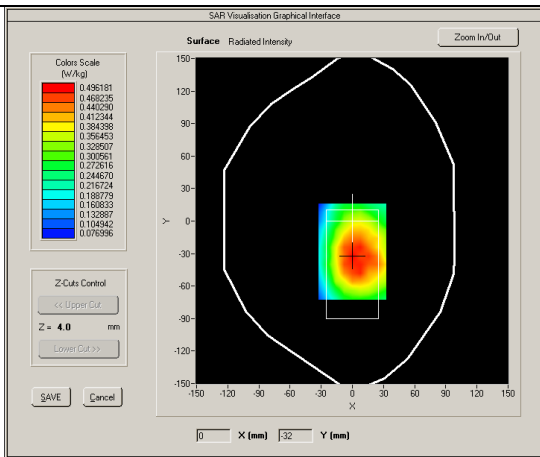 SAR Visualisation Graphical Interface
Surface Radiated Intensity
Zoom In/Out
Colors Scale
(W/kg)
0.496181
0.468235
0.440290
0.412344
0.384398
0.356453
0.328507
0.300561
0.272616
0.244670
0.216724
0.188779
0.160833
0.132887
0.104942
0.076996
Z-Cuts Control
<< Upper Cut
Z = 4.0 mm
Lower Cut >>
SAVE Cancel
150-
120-
90-
60-
30-
0-
-30-
-60-
-90-
-120-
-150-
Y
-150 -120 -90 -60 -30 0 30 60 90 120 150
X
0 X (mm) -32 Y (mm)